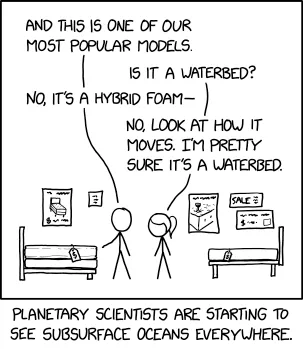 AND THIS IS ONE OF OUR
MOST POPULAR MODELS.
IS IT A WATERBED?
NO, IT'S A HYBRID FOAM—
NO, LOOK AT HOW IT
MOVES. I'M PRETTY
SURE IT'S A WATERBED.
SALE
$
PLANETARY SCIENTISTS ARE STARTING TO
SEE SUBSURFACE OCEANS EVERYWHERE.